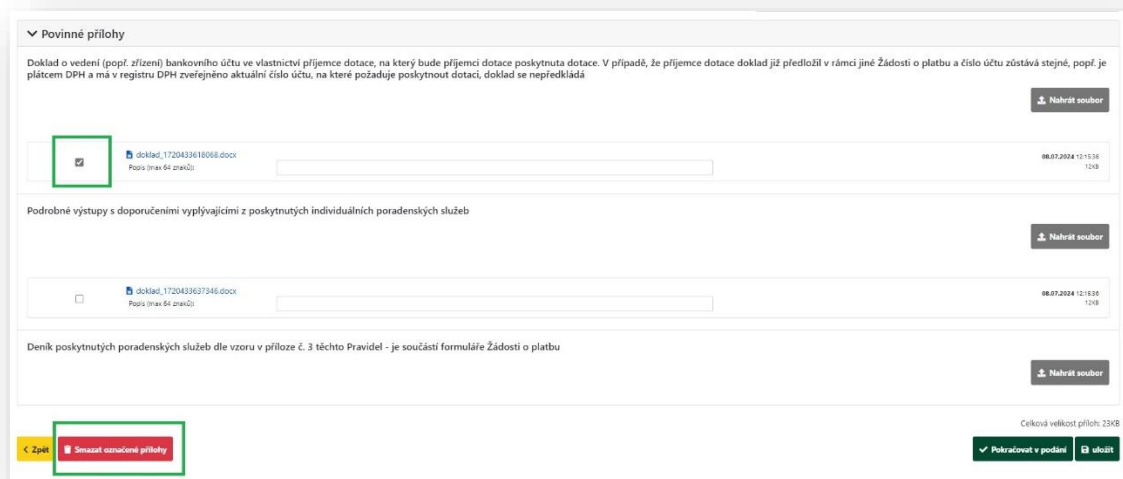 Povinné přílohy
Doklad o vedení (popř. zřízení) bankovního účtu ve vlastnictví příjemce dotace, na který bude příjemci dotace poskytnuta dotace. V případě, že příjemce dotace doklad již předložil v rámci jiné Žádosti o platbu a číslo účtu zůstává stejné, popř. je
plátcem DPH a má v registru DPH zveřejněno aktuální číslo účtu, na které požaduje poskytnout dotaci, doklad se nepředkládá
Nahrát soubor
doklad_1720433618068.docx
08.07.2024 12:15:36
Popis (max 64 znaků):
12KB
Podrobné výstupy s doporučeními vyplývajícími z poskytnutých individuálních poradenských služeb
Nahrát soubor
doklad_1720433637346.docx
08.07.2024 12:15:36
Popis (max 64 znaků):
12KB
Deník poskytnutých poradenských služeb dle vzoru v příloze č. 3 těchto Pravidel - je součástí formuláře Žádosti o platbu
Nahrát soubor
Celková velikost příloh: 23KB
Zpět
Smazat označené přílohy
Pokračovat v podání
uložit